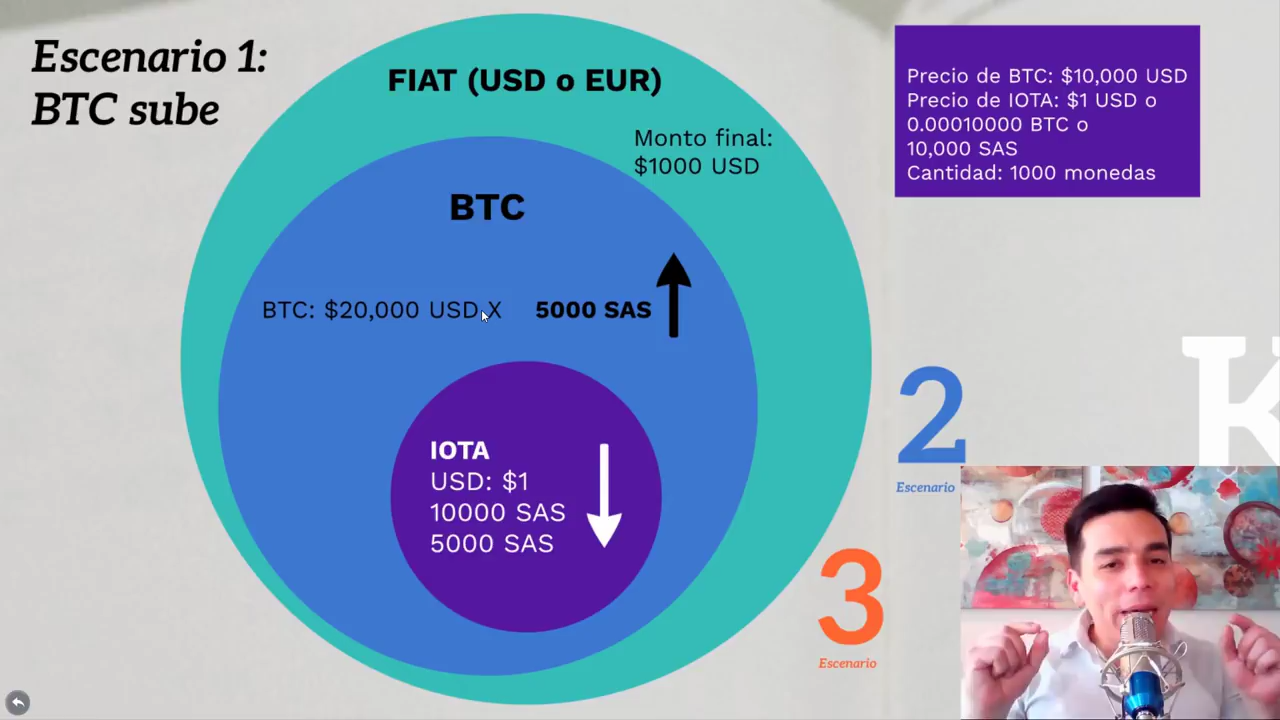 Escenario 1:
BTC sube
FIAT (USD o EUR)
Monto final:
$1000 USD
BTC
BTC: $20,000 USD X 5000 SAS
IOTA
USD: $1
10000 SAS
5000 SAS
Precio de BTC: $10,000 USD
Precio de IOTA: $1 USD o
0.00010000 BTC o
10,000 SAS
Cantidad: 1000 monedas
2
Escenario
3
Escenario